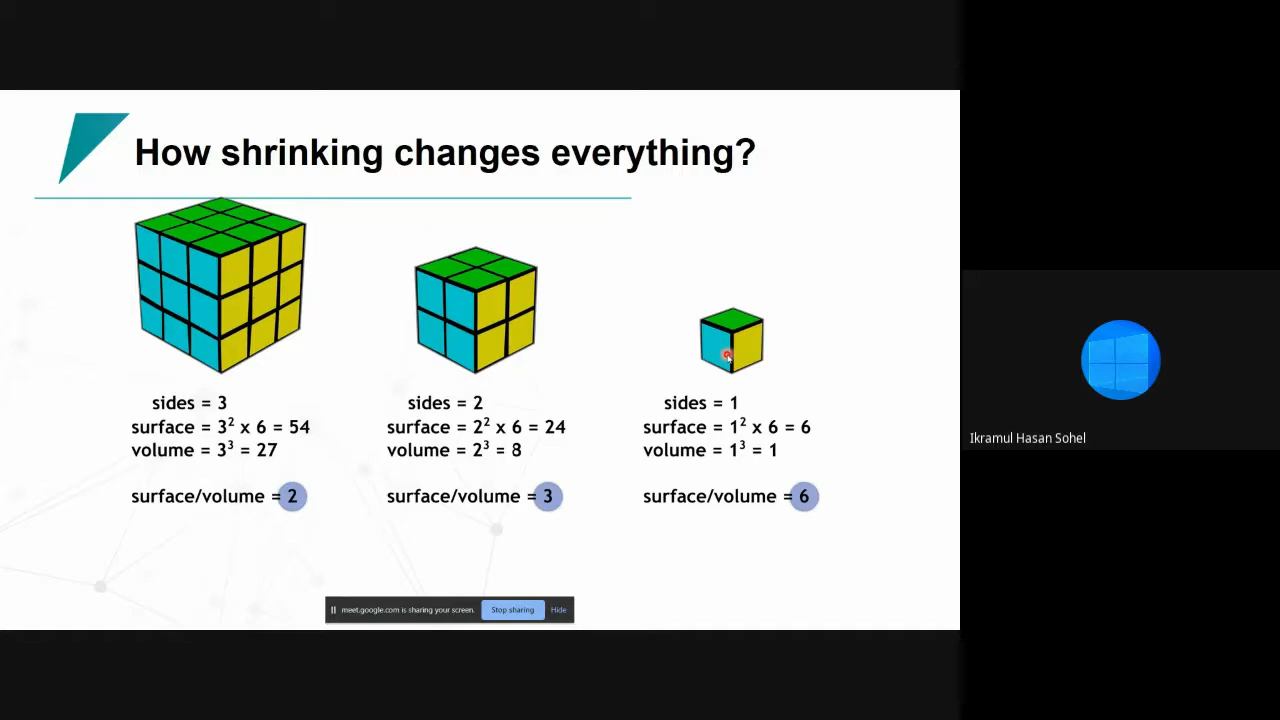 How shrinking changes everything?
sides = 3
surface = 3² x 6 = 54
volume = 3³ = 27
surface/volume = 2
sides = 2
surface = 2² x 6 = 24
volume = 2³ = 8
surface/volume = 3
sides = 1
surface = 1² x 6 = 6
volume = 1³ = 1
surface/volume = 6
meet.google.com is sharing your screen. Stop sharing Hide
Ikramul Hasan Sohel